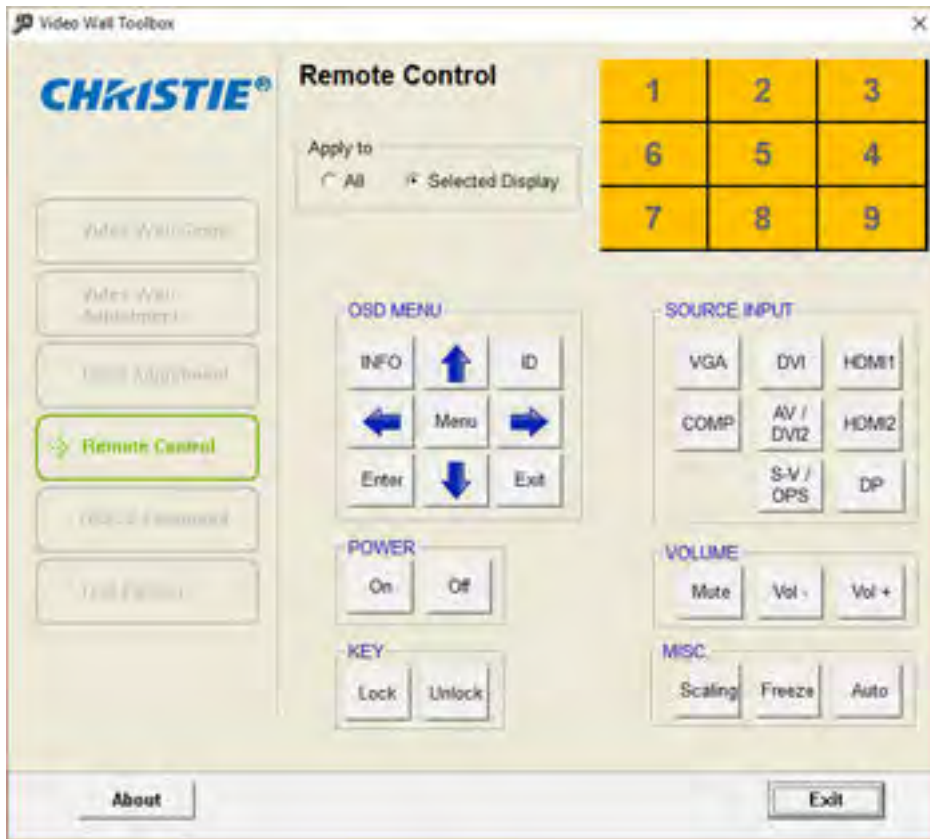 Video Wall Toolbox
CHRISTIE®
Remote Control
1 2 3
6 5 4
7 8 9
Apply to
All Selected Display
Video Wall
Remote Control
OSD MENU
INFO ID
Menu
Enter Exit
SOURCE INPUT
VGA DVI HDMI1
COMP AV / DVI2 HDMI2
S-V / OPS DP
POWER
On Off
VOLUME
Mute Vol - Vol +
KEY
Lock Unlock
MISC.
Scaling Freeze Auto
About
Exit